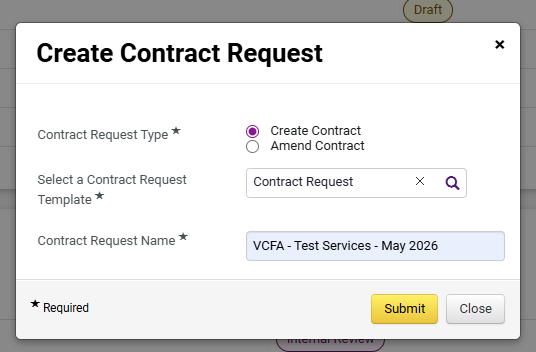 Draft
Create Contract Request
×
Contract Request Type ★
Create Contract
Amend Contract
Select a Contract Request
Template ★
Contract Request ×
Contract Request Name ★
VCFA - Test Services - May 2026
★ Required
Submit
Close
Internal Review